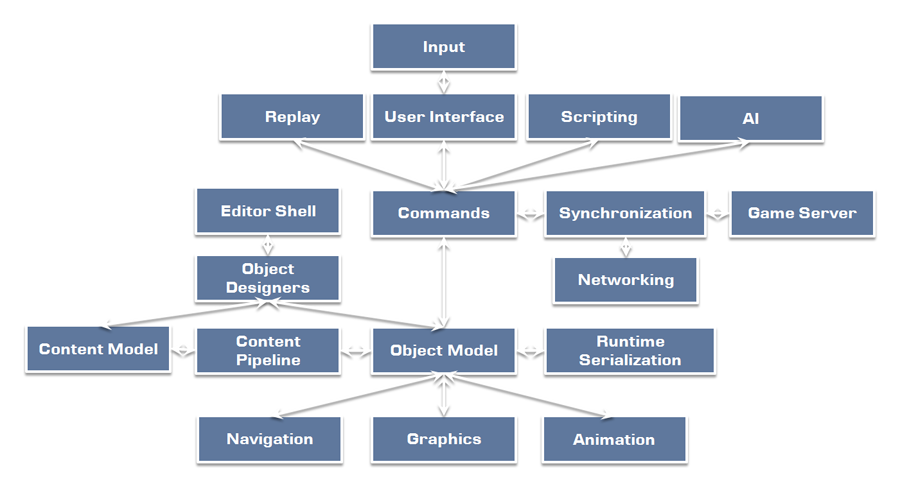 Input
Replay
User Interface
Scripting
AI
Editor Shell
Commands
Synchronization
Game Server
Object
Designers
Networking
Content Model
Content
Pipeline
Object Model
Runtime
Serialization
Navigation
Graphics
Animation